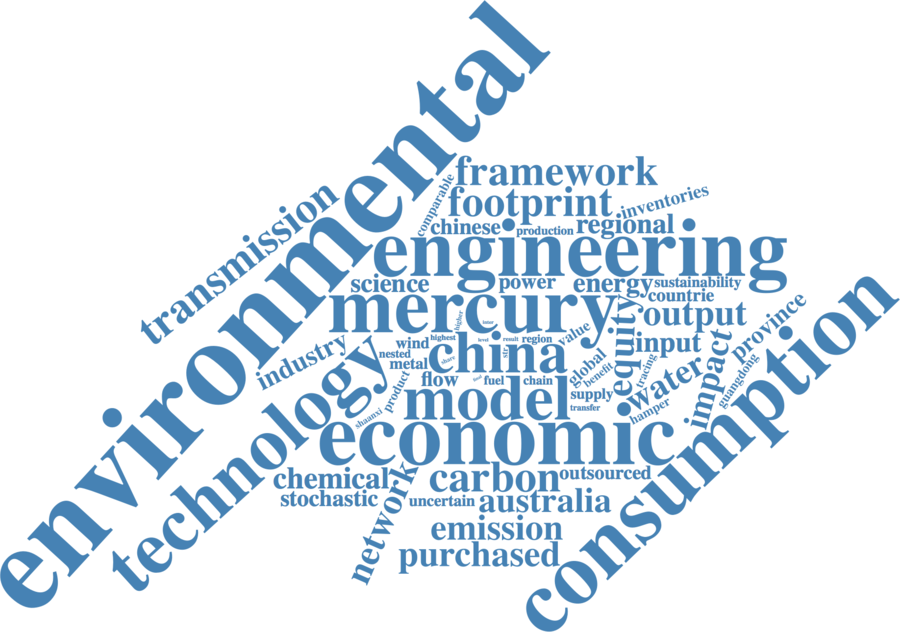 environmental
framework
comparable
transmission
footprint
inventories
chinese
production
regional
engineering
science
power
energy
sustainability
countrie
mercury
higher
output
equity
province
value
input
wind
highest
level
result
region
china
nested
industry
metal
share
global
tracing
impact
technology
product
flow
fuel
chain
benefit
water
guangdong
consumption
supply
model
transfer
hamper
shaanxi
economic
chemical
carbon
outsourced
stochastic
network
uncertain
australia
emission
purchased